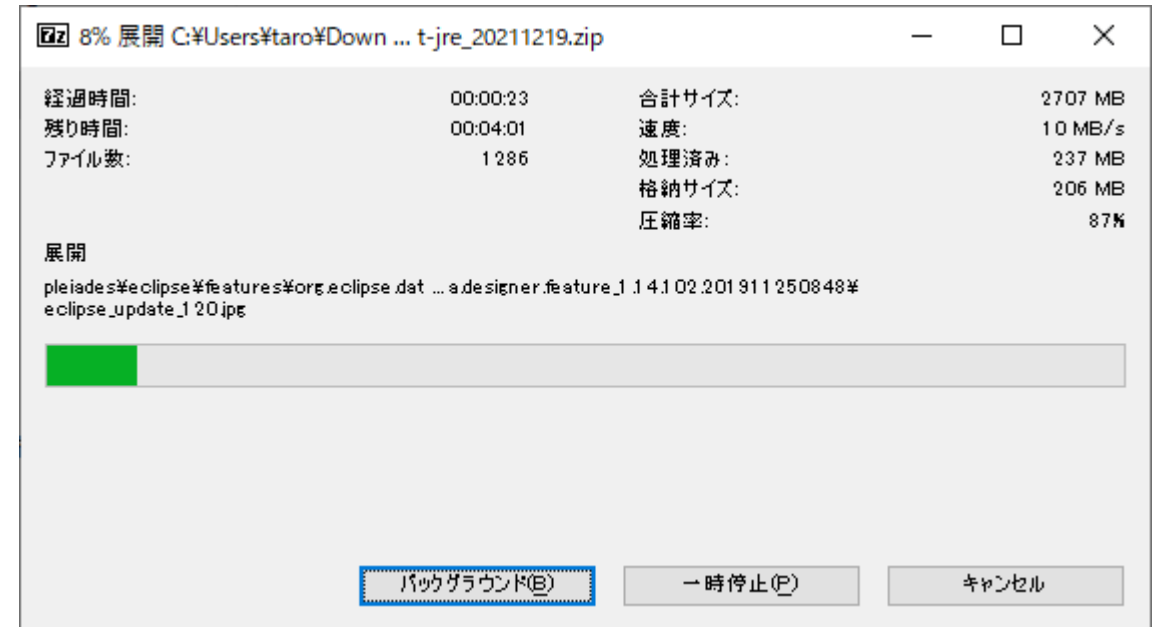 7z 8% 展開 C:¥Users¥taro¥Down ... t-jre_20211219.zip
経過時間: 00:00:23 合計サイズ: 2707 MB
残り時間: 00:04:01 速度: 10 MB/s
ファイル数: 1286 処理済み: 237 MB
格納サイズ: 206 MB
圧縮率: 87%
展開
pleiades¥eclipse¥features¥org.eclipse.dat ... a.designer.feature_1.14.102.201911250848¥
eclipse_update_120.jpg
バックグラウンド(B) 一時停止(P) キャンセル